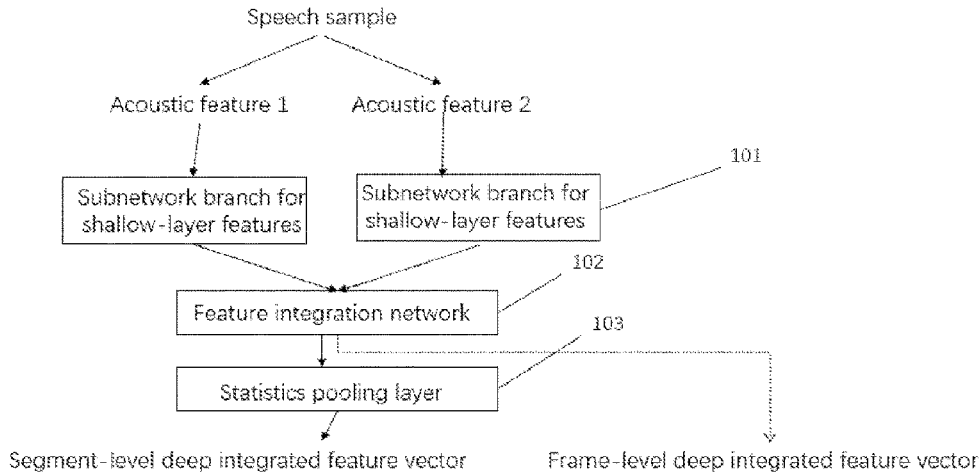 Speech sample
Acoustic feature 1
Acoustic feature 2
101
Subnetwork branch for
shallow-layer features
Subnetwork branch for
shallow-layer features
102
Feature integration network
103
Statistics pooling layer
Segment-level deep integrated feature vector
Frame-level deep integrated feature vector